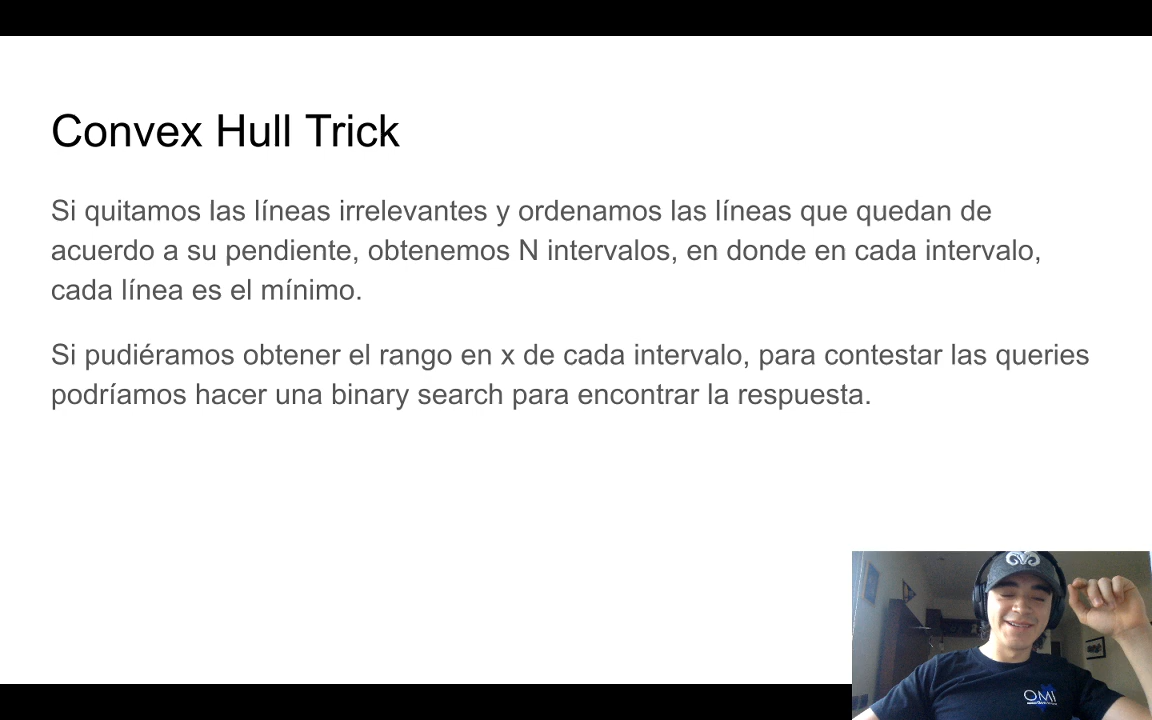 Convex Hull Trick
Si quitamos las líneas irrelevantes y ordenamos las líneas que quedan de
acuerdo a su pendiente, obtenemos N intervalos, en donde en cada intervalo,
cada línea es el mínimo.
Si pudiéramos obtener el rango en x de cada intervalo, para contestar las queries
podríamos hacer una binary search para encontrar la respuesta.
OMI